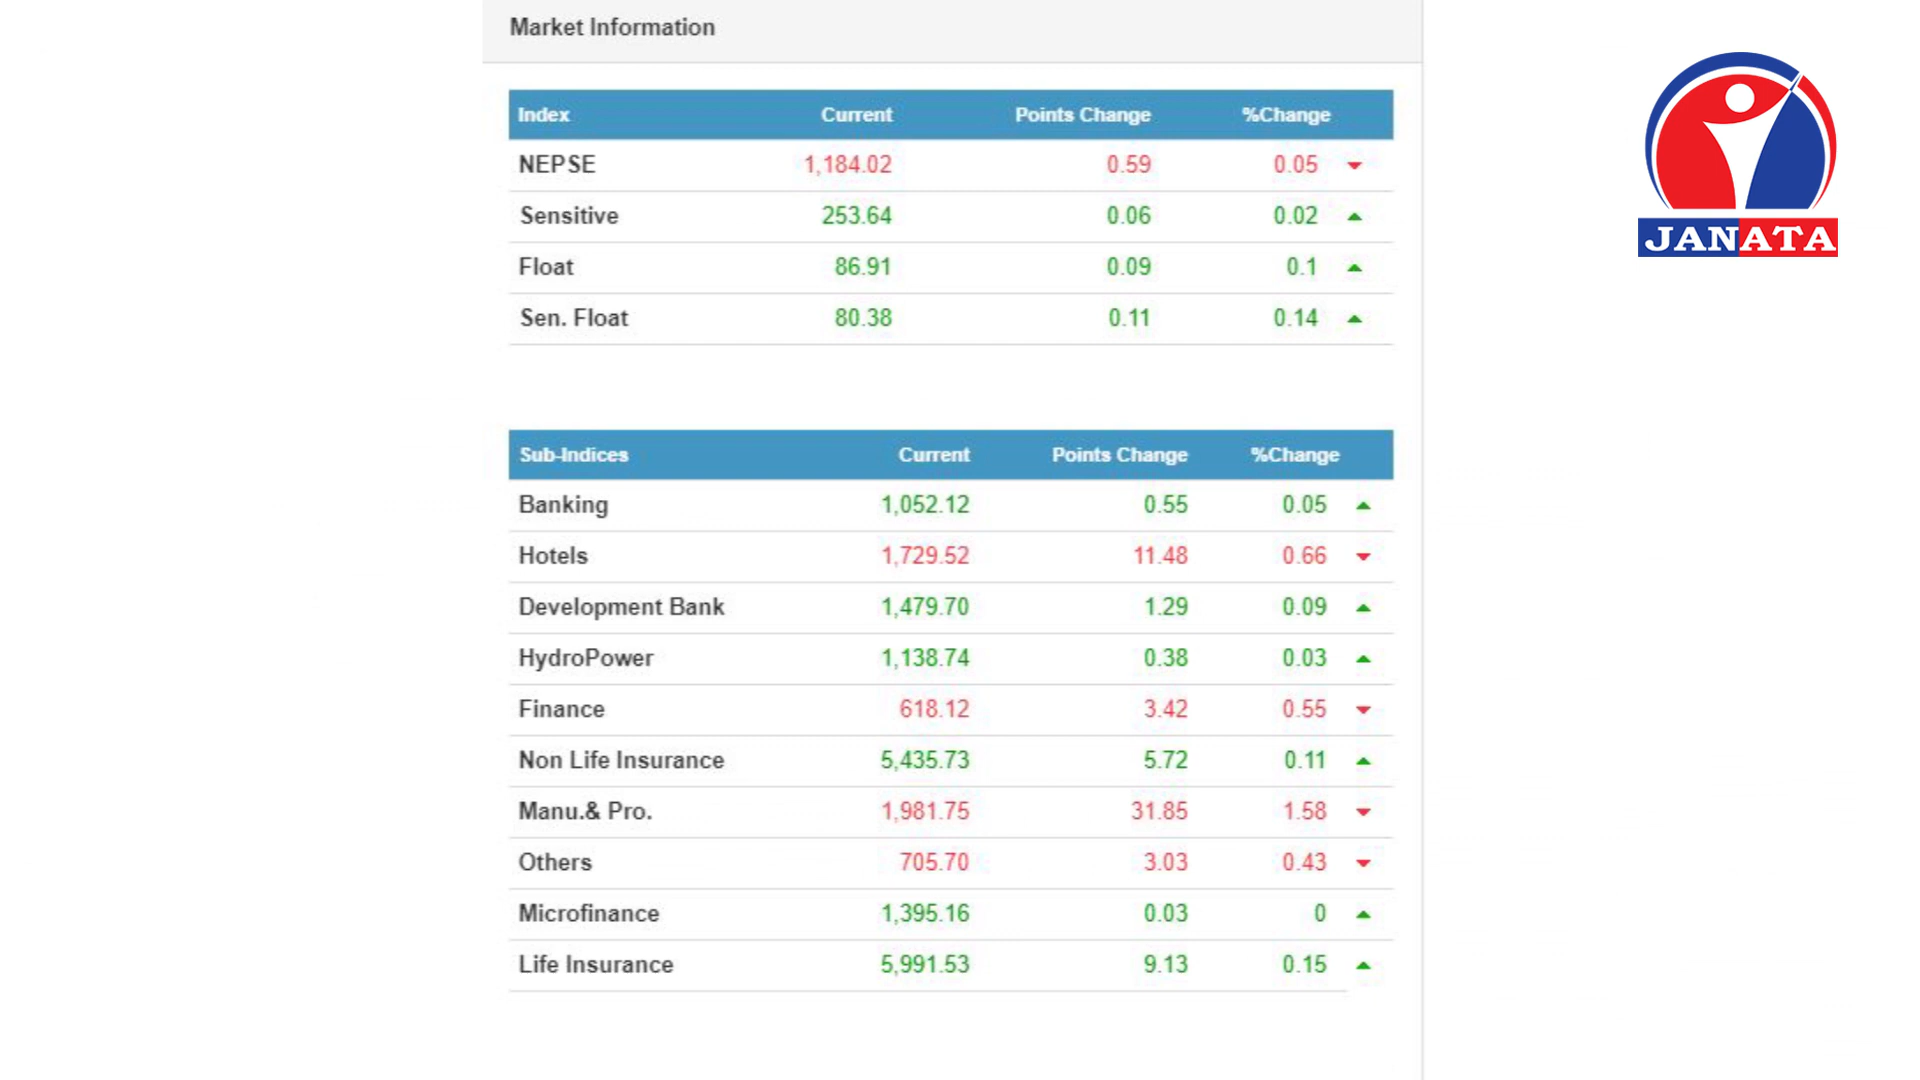 Market Information
Index Current Points Change %Change
NEPSE 1,184.02 0.59 0.05
Sensitive 253.64 0.06 0.02
Float 86.91 0.09 0.1
Sen. Float 80.38 0.11 0.14
Sub-Indices Current Points Change %Change
Banking 1,052.12 0.55 0.05
Hotels 1,729.52 11.48 0.66
Development Bank 1,479.70 1.29 0.09
HydroPower 1,138.74 0.38 0.03
Finance 618.12 3.42 0.55
Non Life Insurance 5,435.73 5.72 0.11
Manu.& Pro. 1,981.75 31.85 1.58
Others 705.70 3.03 0.43
Microfinance 1,395.16 0.03 0
Life Insurance 5,991.53 9.13 0.15
JANATA